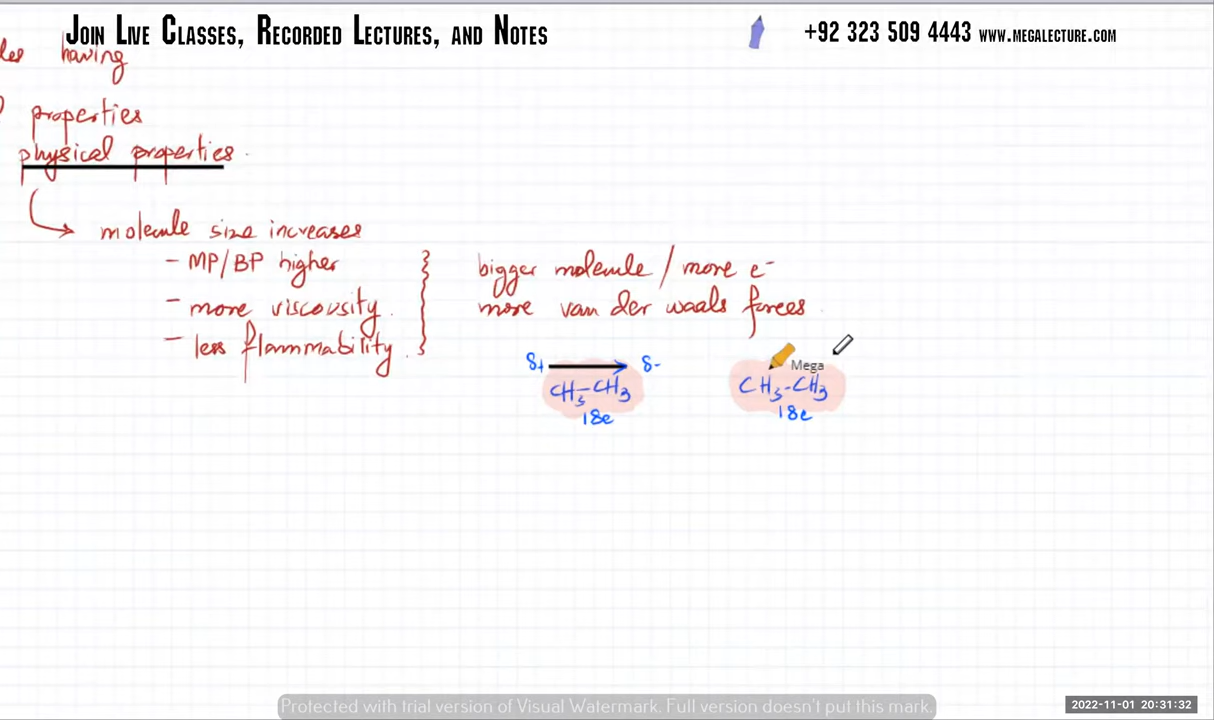 JOIN LIVE CLASSES, RECORDED LECTURES, AND NOTES
+92 323 509 4443 WWW.MEGALECTURE.COM
having
properties
physical properties
molecule size increases
- MP/BP higher
- more viscosity.
- less flammability.
bigger molecule / more e-
more van der waals forces
δ+ δ-
CH3-CH3
18e
Mega
CH3-CH3
18e
Protected with trial version of Visual Watermark. Full version doesn't put this mark.
2022-11-01 20:31:32